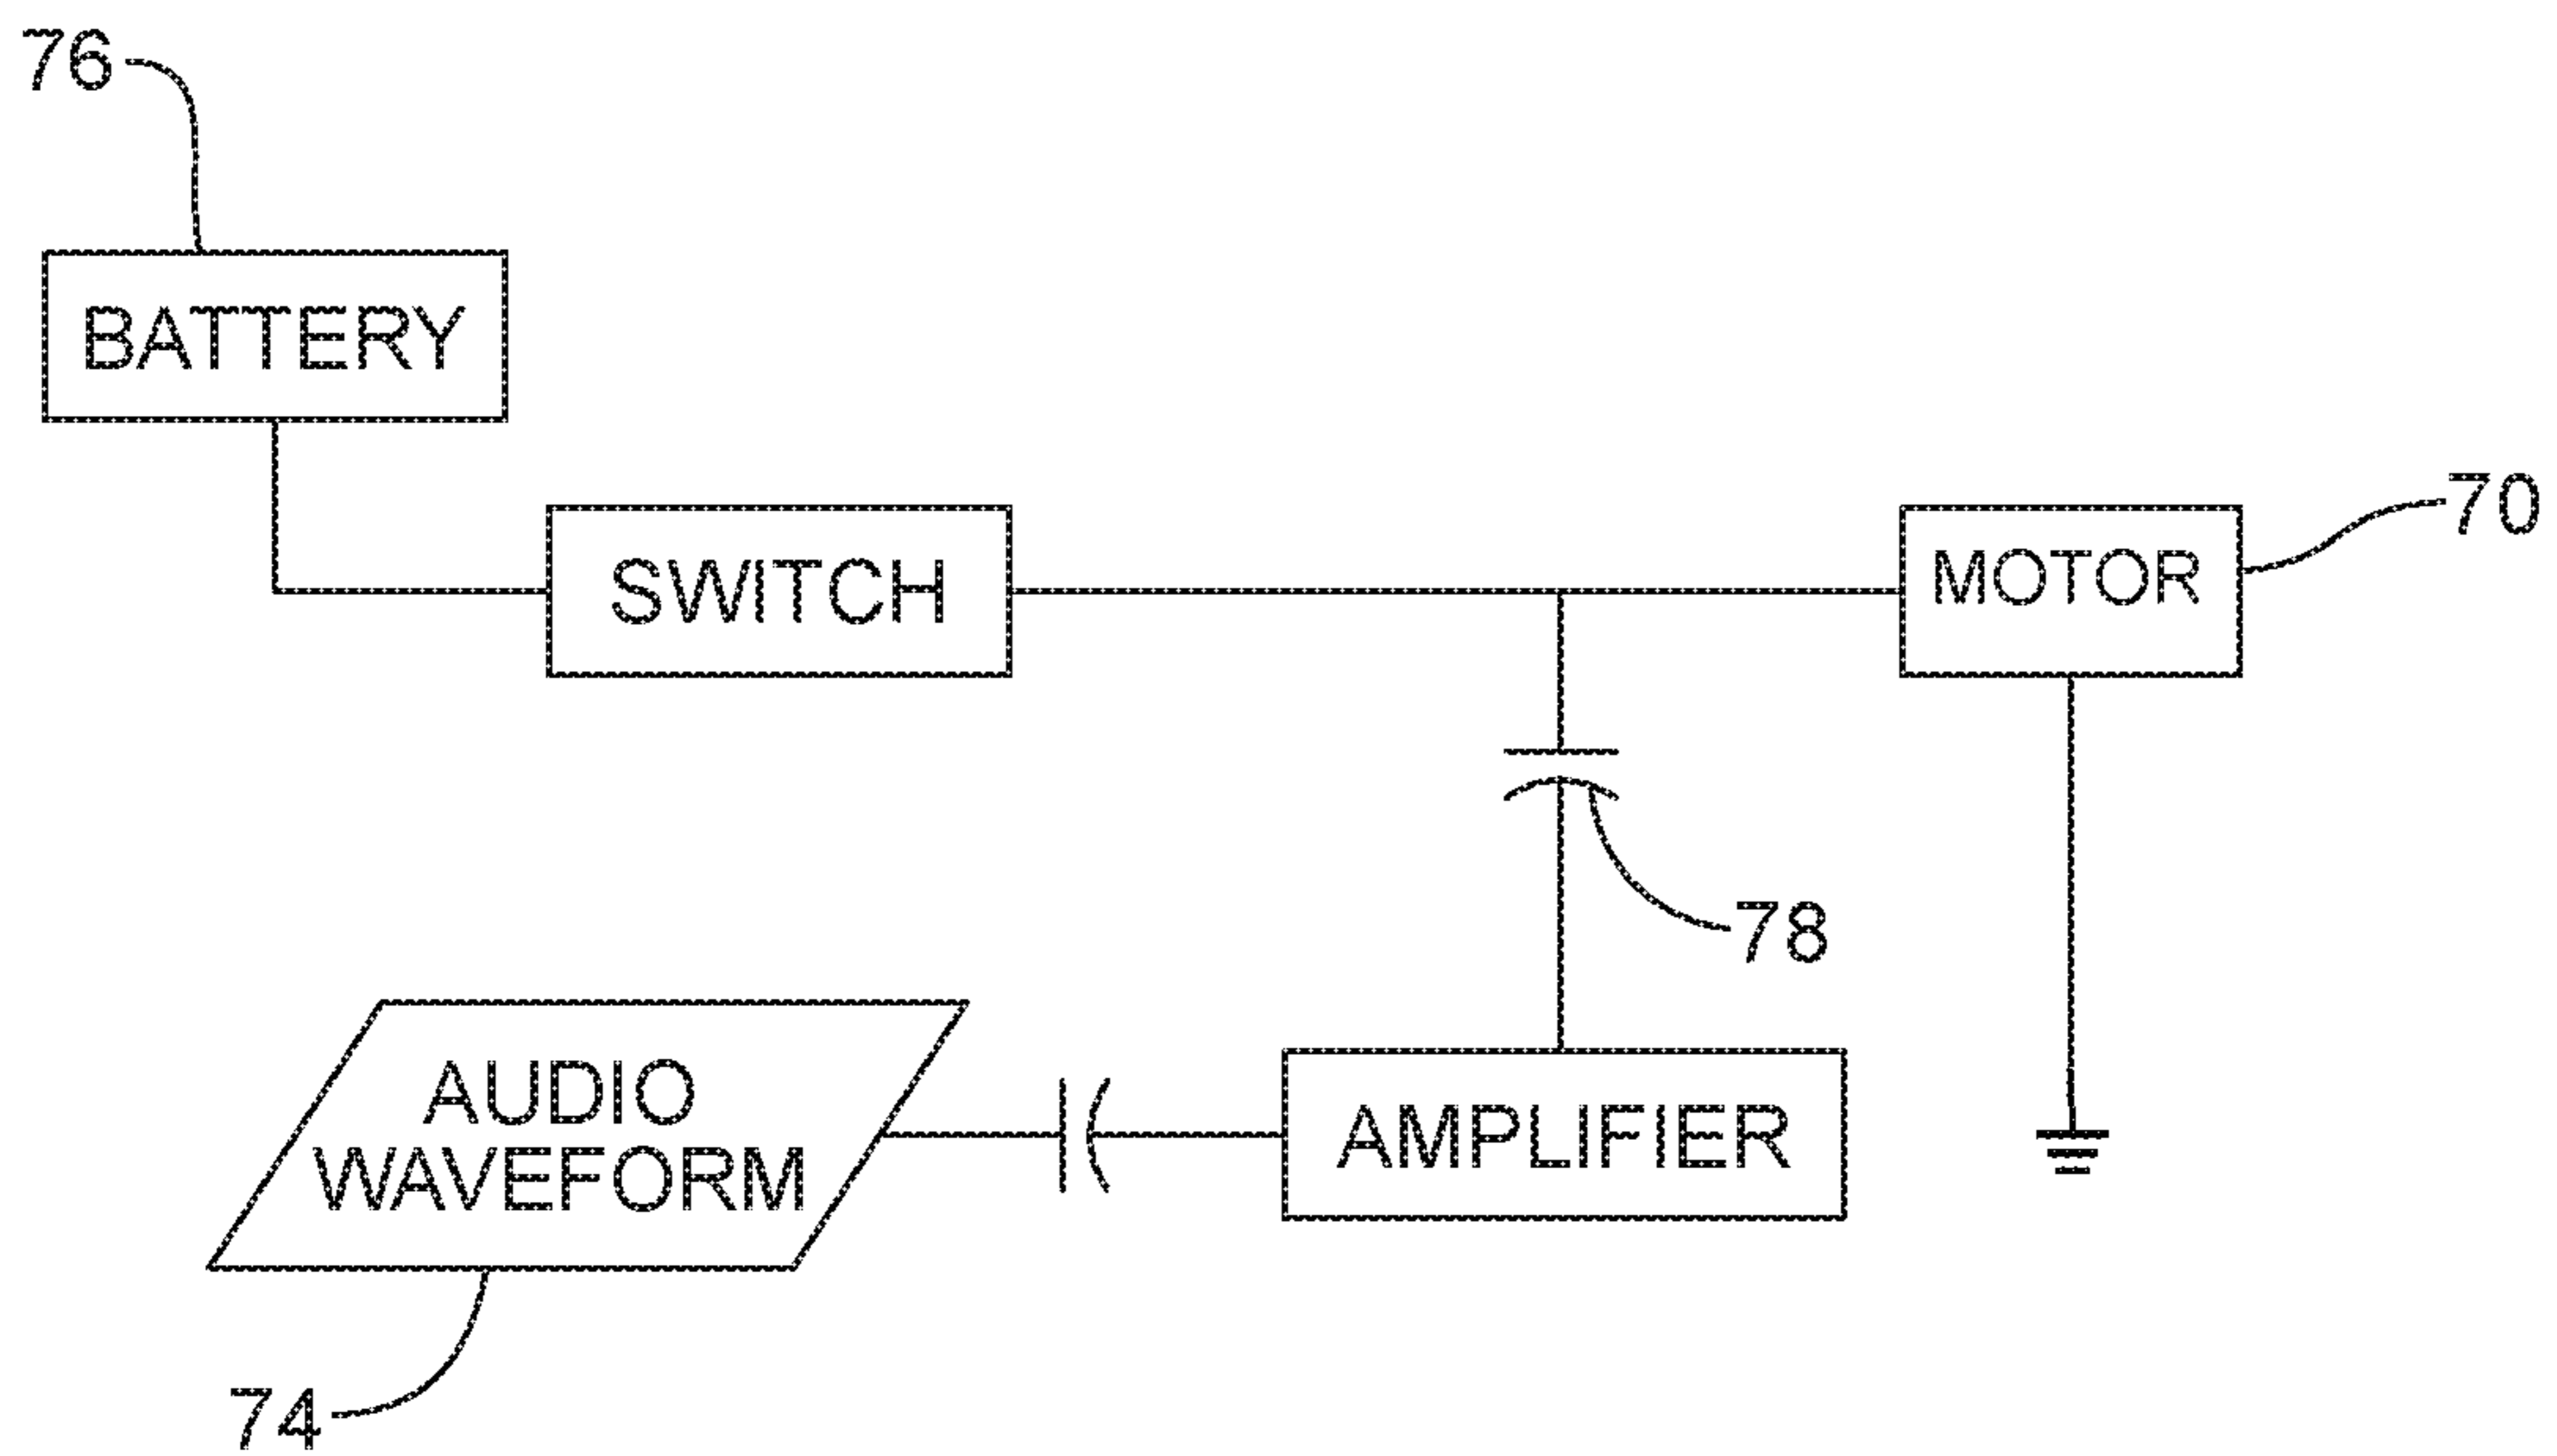 76
BATTERY
SWITCH
MOTOR
70
78
AUDIO
WAVEFORM
AMPLIFIER
74